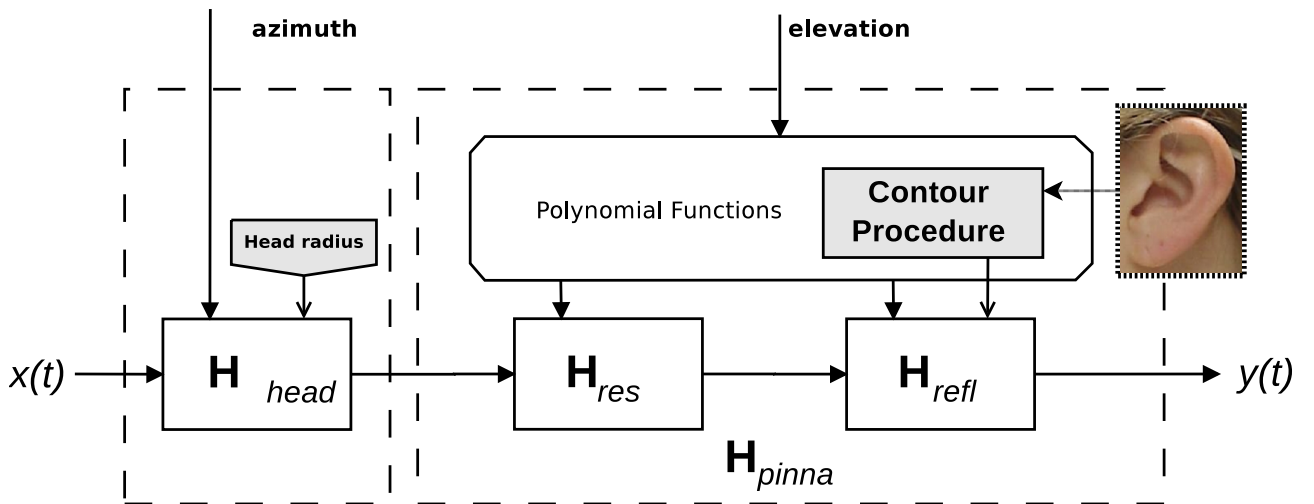 azimuth
elevation
Contour
Procedure
Polynomial Functions
Head radius
x(t)
H head
H res
H refl
y(t)
H pinna